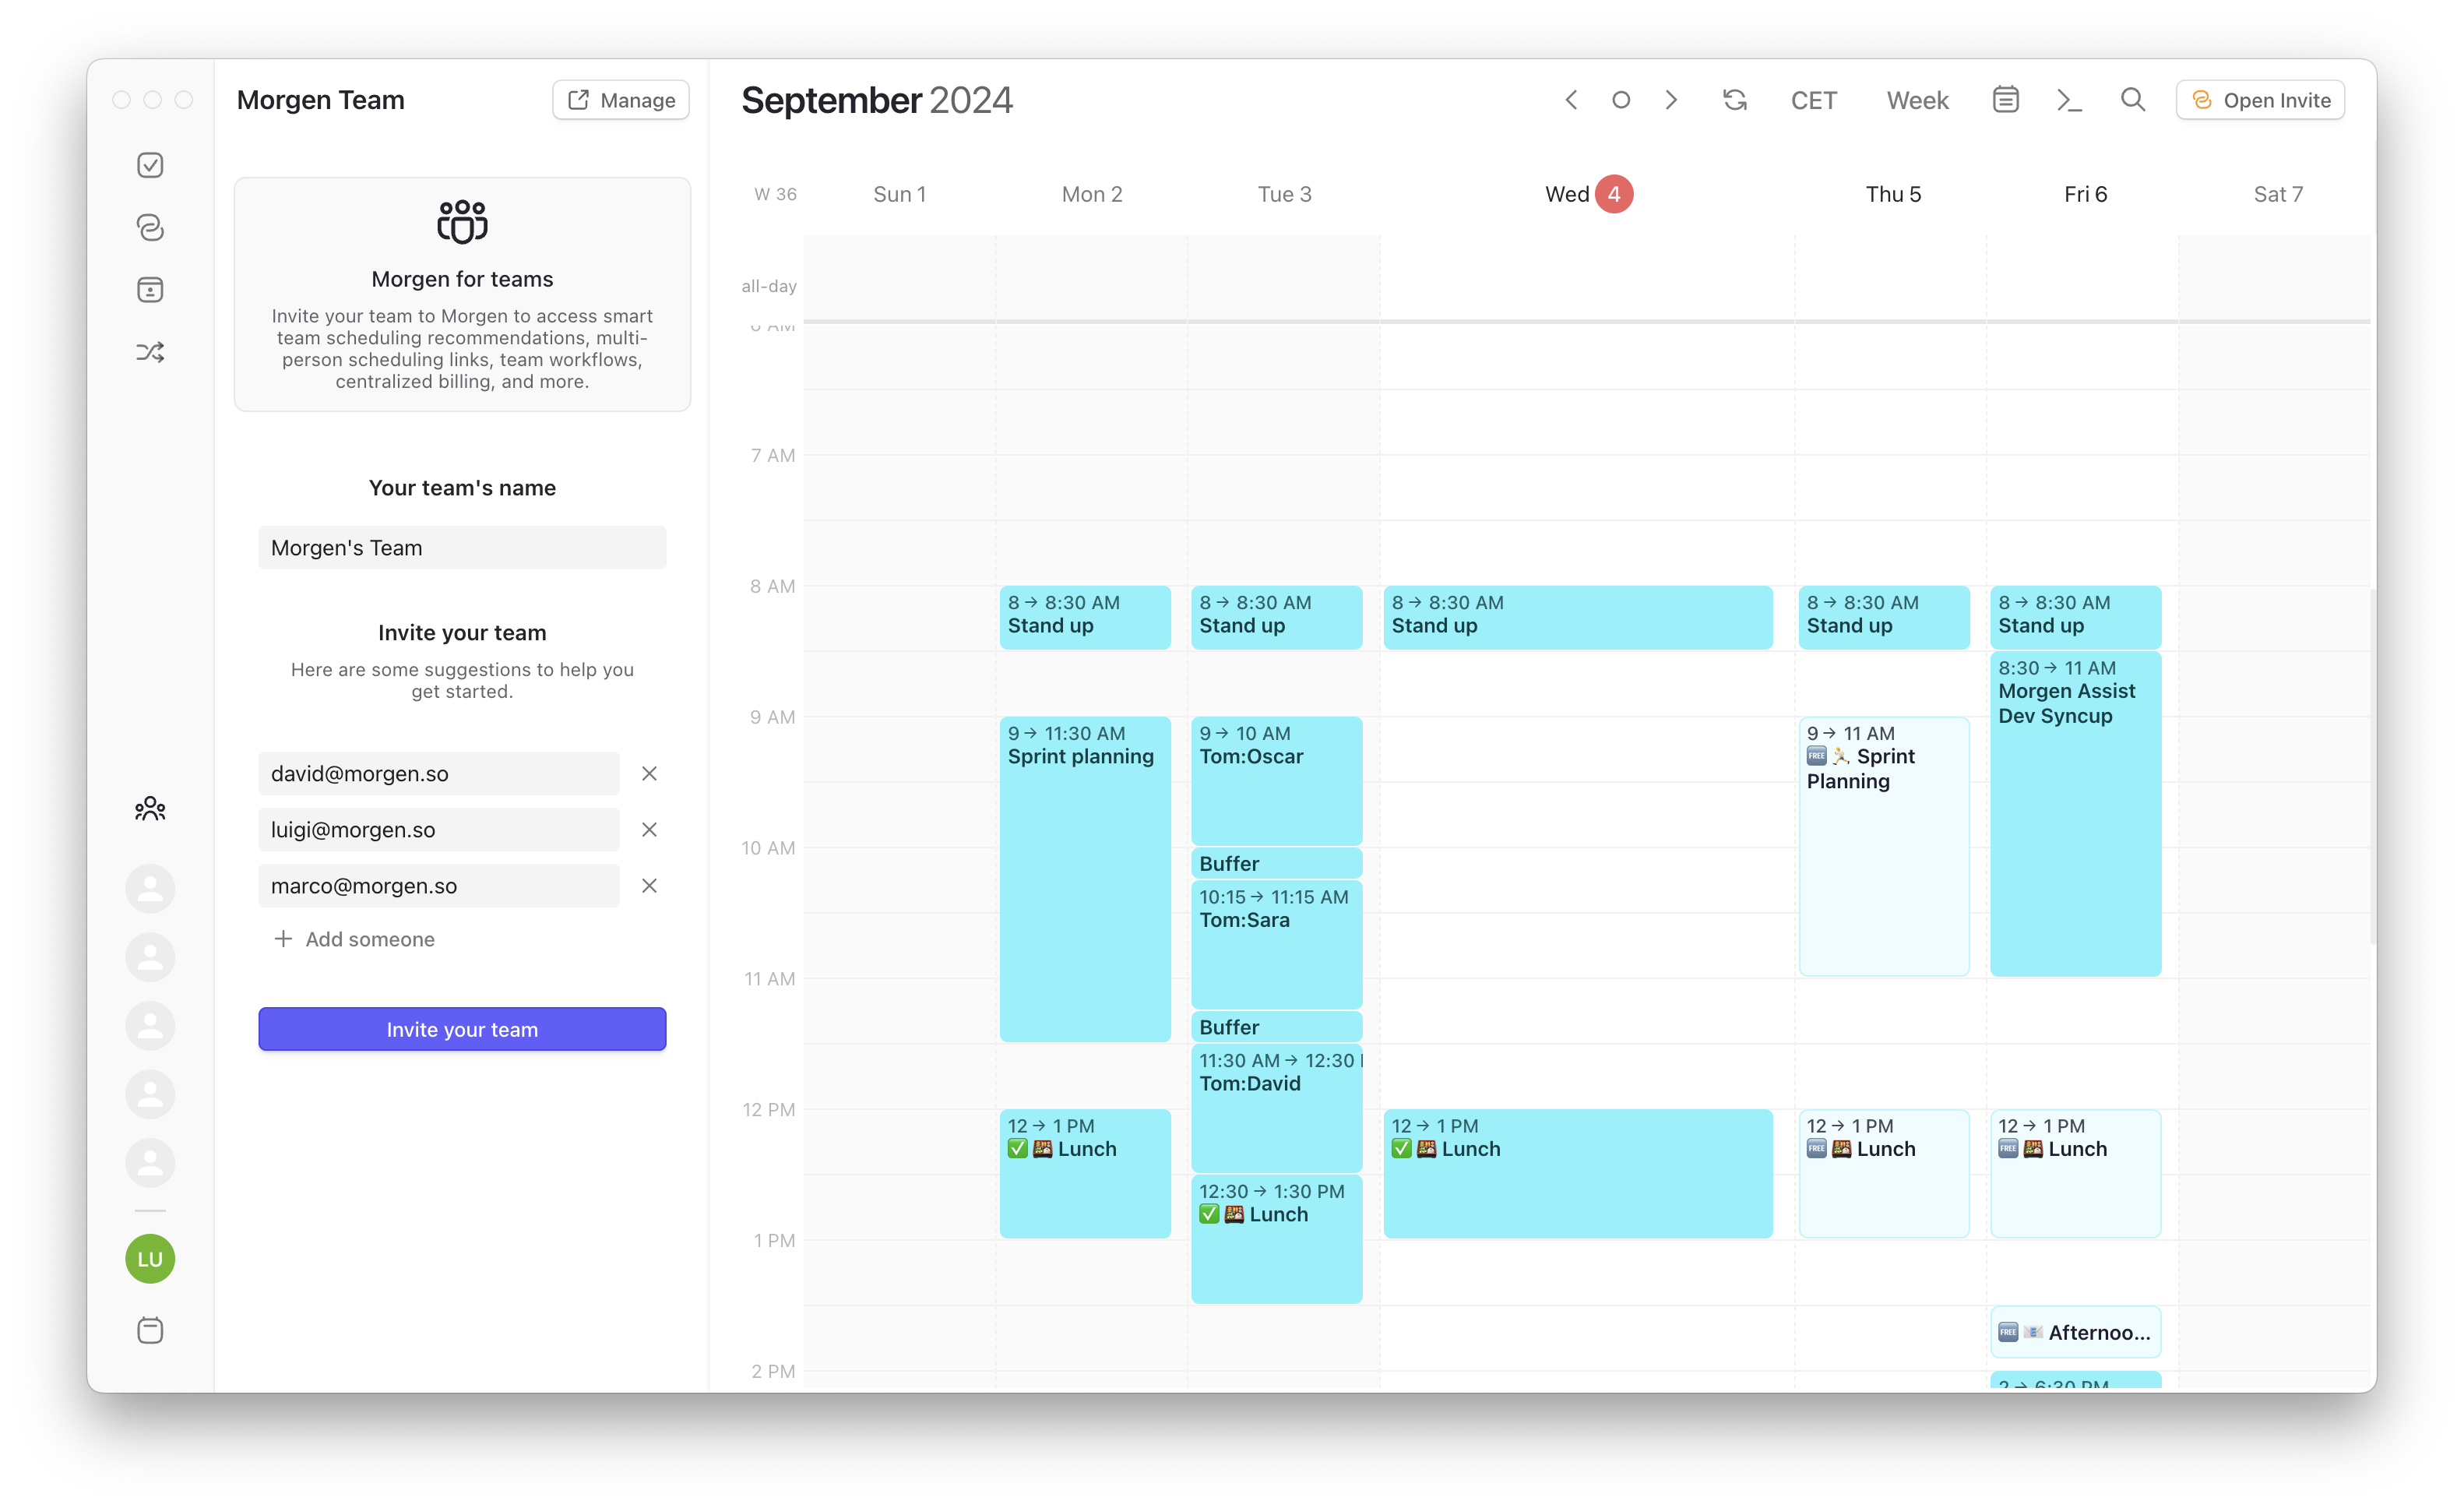 Morgen Team
Manage
Morgen for teams
Invite your team to Morgen to access smart
team scheduling recommendations, multi-
person scheduling links, team workflows,
centralized billing, and more.
Your team's name
Morgen's Team
Invite your team
Here are some suggestions to help you
get started.
david@morgen.so
luigi@morgen.so
marco@morgen.so
Add someone
Invite your team
LU
September 2024
CET
Week
Open Invite
W 36
Sun 1
Mon 2
Tue 3
Wed 4
Thu 5
Fri 6
Sat 7
all-day
7 AM
8 AM
9 AM
10 AM
11 AM
12 PM
1 PM
2 PM
8 → 8:30 AM
Stand up
9 → 11:30 AM
Sprint planning
12 → 1 PM
✅ 🍱 Lunch
8 → 8:30 AM
Stand up
9 → 10 AM
Tom:Oscar
Buffer
10:15 → 11:15 AM
Tom:Sara
Buffer
11:30 AM → 12:30
Tom:David
12:30 → 1:30 PM
✅ 🍱 Lunch
8 → 8:30 AM
Stand up
12 → 1 PM
✅ 🍱 Lunch
8 → 8:30 AM
Stand up
9 → 11 AM
🆓 🏃 Sprint
Planning
12 → 1 PM
🆓 🍱 Lunch
8 → 8:30 AM
Stand up
8:30 → 11 AM
Morgen Assist
Dev Syncup
12 → 1 PM
🆓 🍱 Lunch
🆓 📧 Afternoo...
2 → 6:30 PM